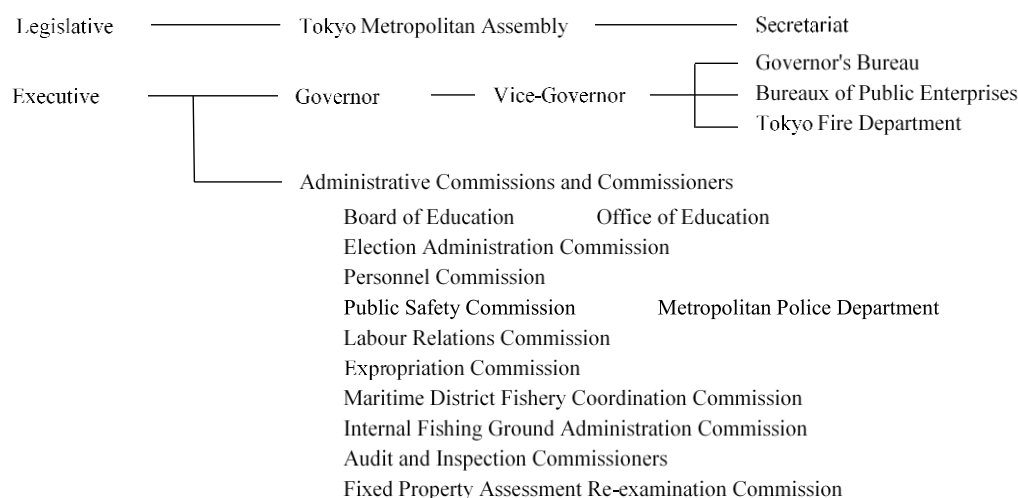 Legislative Tokyo Metropolitan Assembly Secretariat
Governor's Bureau
Executive Governor Vice-Governor Bureaux of Public Enterprises
Tokyo Fire Department
Administrative Commissions and Commissioners
Board of Education Office of Education
Election Administration Commission
Personnel Commission
Public Safety Commission Metropolitan Police Department
Labour Relations Commission
Expropriation Commission
Maritime District Fishery Coordination Commission
Internal Fishing Ground Administration Commission
Audit and Inspection Commissioners
Fixed Property Assessment Re-examination Commission